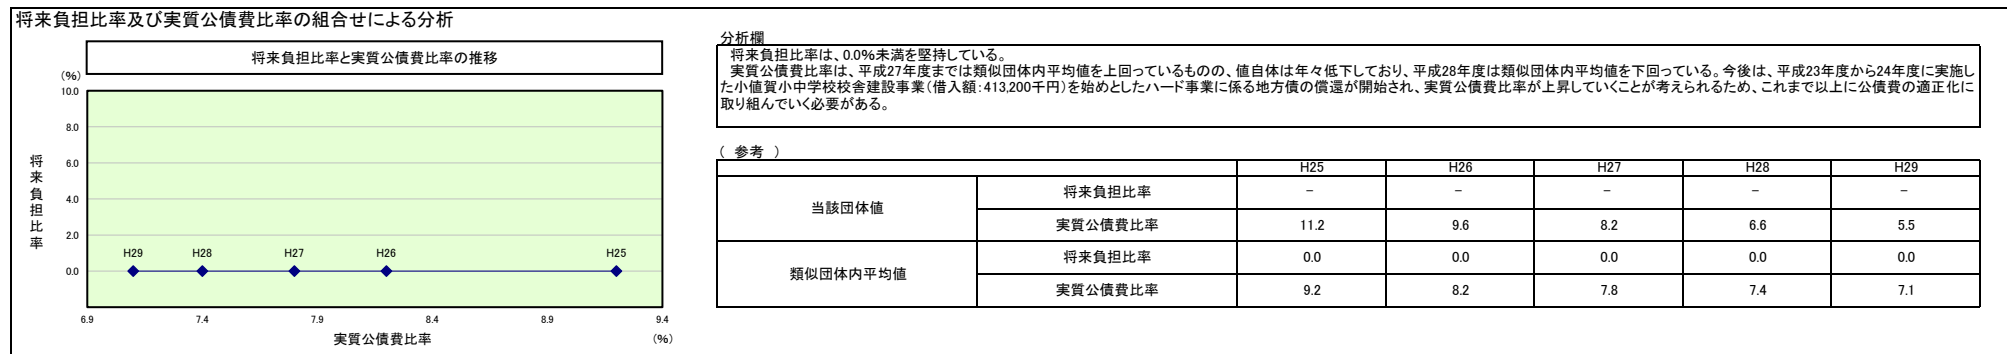 将来負担比率及び実質公債費比率の組合せによる分析
将来負担比率と実質公債費比率の推移
(%)
10.0
8.0
6.0
4.0
2.0
0.0
将来負担比率
H29 H28 H27 H26 H25
6.9 7.4 7.9 8.4 8.9 9.4
実質公債費比率 (%)
分析欄
将来負担比率は、0.0%未満を堅持している。
実質公債費比率は、平成27年度までは類似団体内平均値を上回っているものの、値自体は年々低下しており、平成28年度は類似団体内平均値を下回っている。今後は、平成23年度から24年度に実施し
た小値賀小中学校校舎建設事業(借入額:413,200千円)を始めとしたハード事業に係る地方債の償還が開始され、実質公債費比率が上昇していくことが考えられるため、これまで以上に公債費の適正化に
取り組んでいく必要がある。
( 参考 )
H25 H26 H27 H28 H29
当該団体値
将来負担比率 － － － － －
実質公債費比率 11.2 9.6 8.2 6.6 5.5
類似団体内平均値
将来負担比率 0.0 0.0 0.0 0.0 0.0
実質公債費比率 9.2 8.2 7.8 7.4 7.1